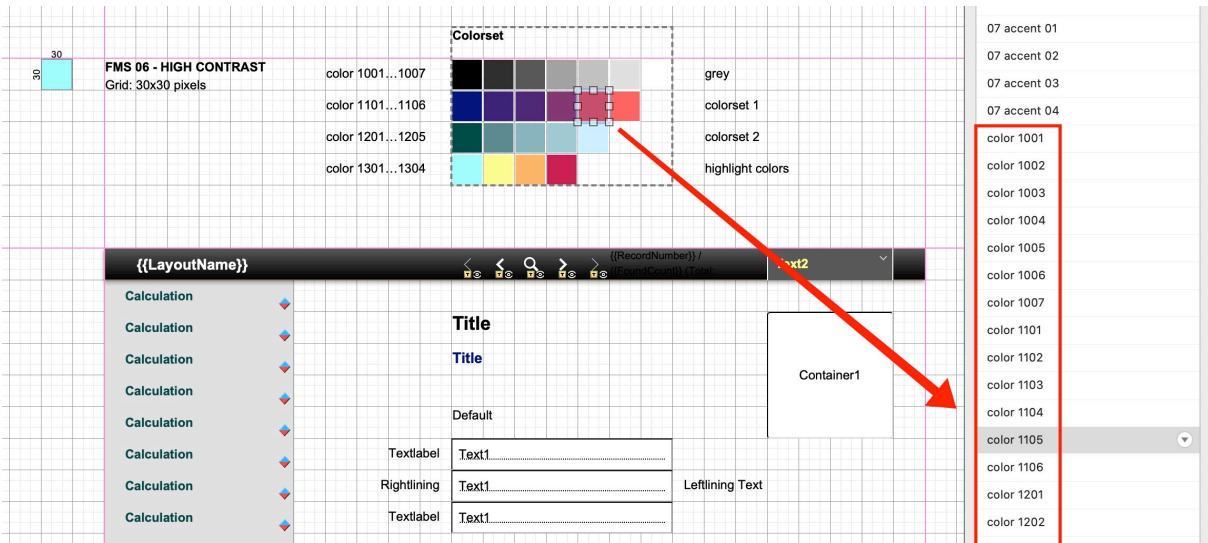 Colorset
30
30
FMS 06 - HIGH CONTRAST
Grid: 30x30 pixels
color 1001...1007
grey
color 1101...1106
colorset 1
color 1201...1205
colorset 2
color 1301...1304
highlight colors
{{LayoutName}}
{{RecordNumber}} /
{{FoundCount}} (Total:
Text2
Calculation
Calculation
Calculation
Calculation
Calculation
Calculation
Calculation
Calculation
Title
Title
Container1
Default
Textlabel
Text1
Rightlining
Text1
Leftlining Text
Textlabel
Text1
07 accent 01
07 accent 02
07 accent 03
07 accent 04
color 1001
color 1002
color 1003
color 1004
color 1005
color 1006
color 1007
color 1101
color 1102
color 1103
color 1104
color 1105
color 1106
color 1201
color 1202